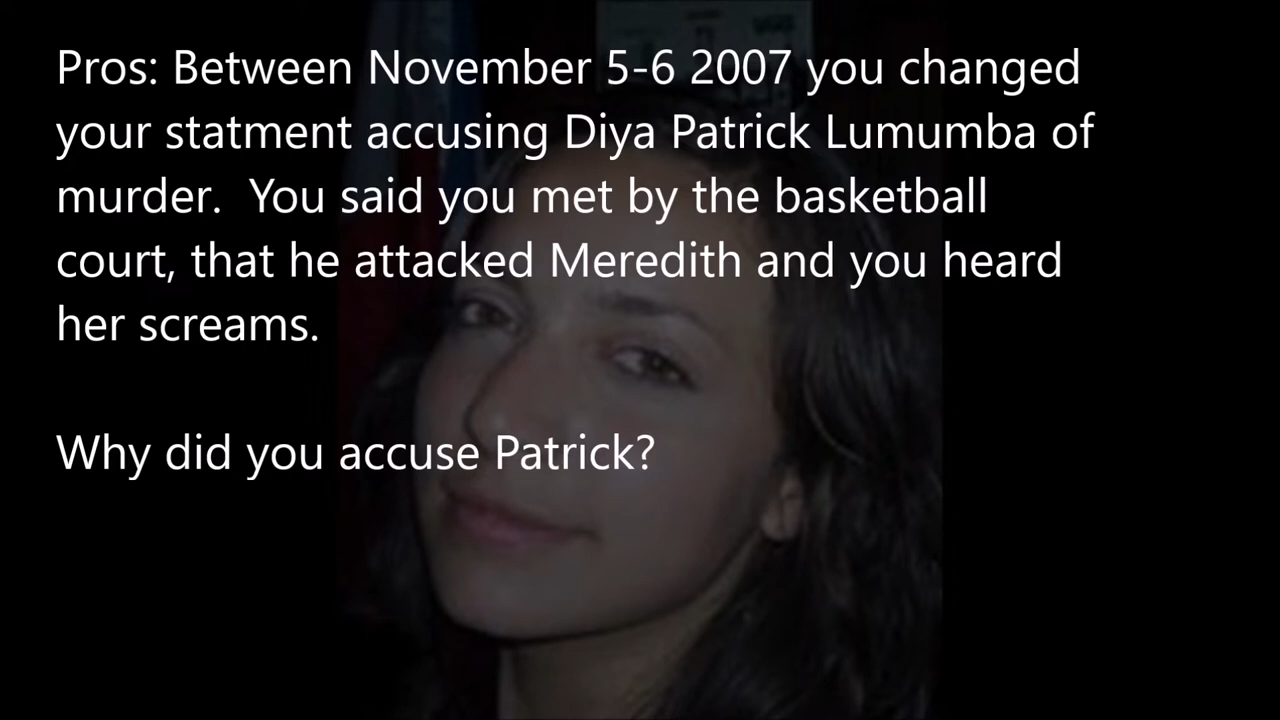 Pros: Between November 5-6 2007 you changed
your statment accusing Diya Patrick Lumumba of
murder.  You said you met by the basketball
court, that he attacked Meredith and you heard
her screams.
Why did you accuse Patrick?